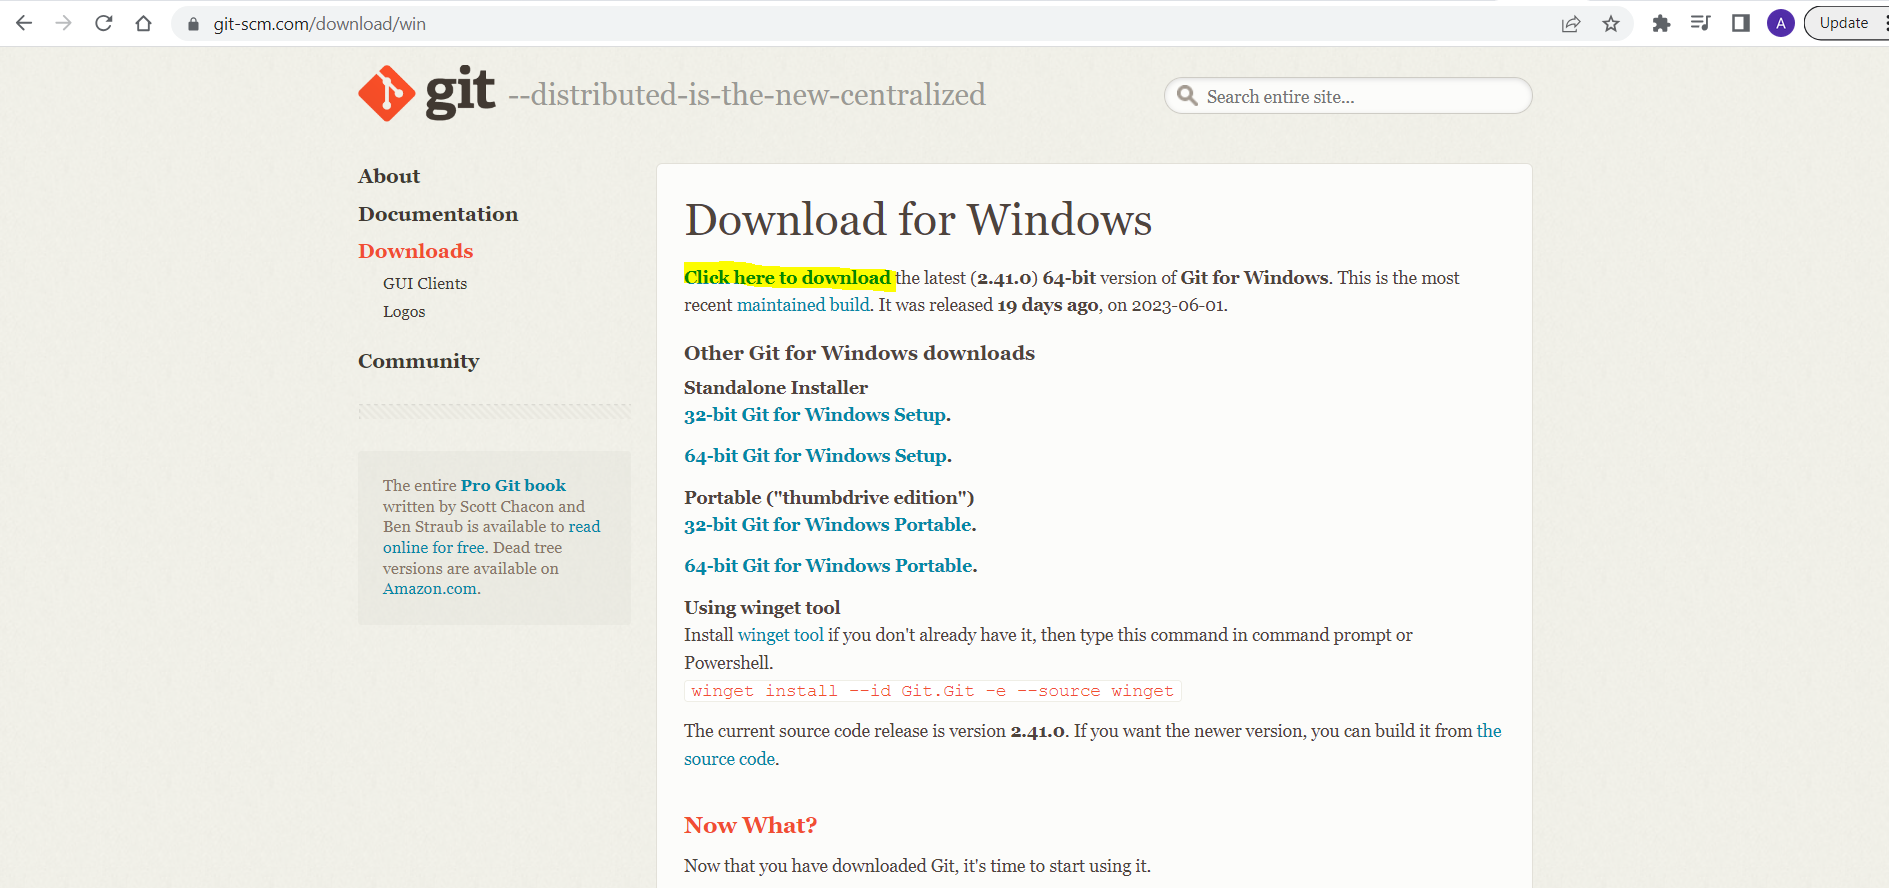 git-scm.com/download/win
A
Update
git --distributed-is-the-new-centralized
Search entire site...
About
Documentation
Downloads
GUI Clients
Logos
Community
The entire Pro Git book
written by Scott Chacon and
Ben Straub is available to read
online for free. Dead tree
versions are available on
Amazon.com.
Download for Windows
Click here to download the latest (2.41.0) 64-bit version of Git for Windows. This is the most
recent maintained build. It was released 19 days ago, on 2023-06-01.
Other Git for Windows downloads
Standalone Installer
32-bit Git for Windows Setup.
64-bit Git for Windows Setup.
Portable ("thumbdrive edition")
32-bit Git for Windows Portable.
64-bit Git for Windows Portable.
Using winget tool
Install winget tool if you don't already have it, then type this command in command prompt or
Powershell.
winget install --id Git.Git -e --source winget
The current source code release is version 2.41.0. If you want the newer version, you can build it from the
source code.
Now What?
Now that you have downloaded Git, it's time to start using it.